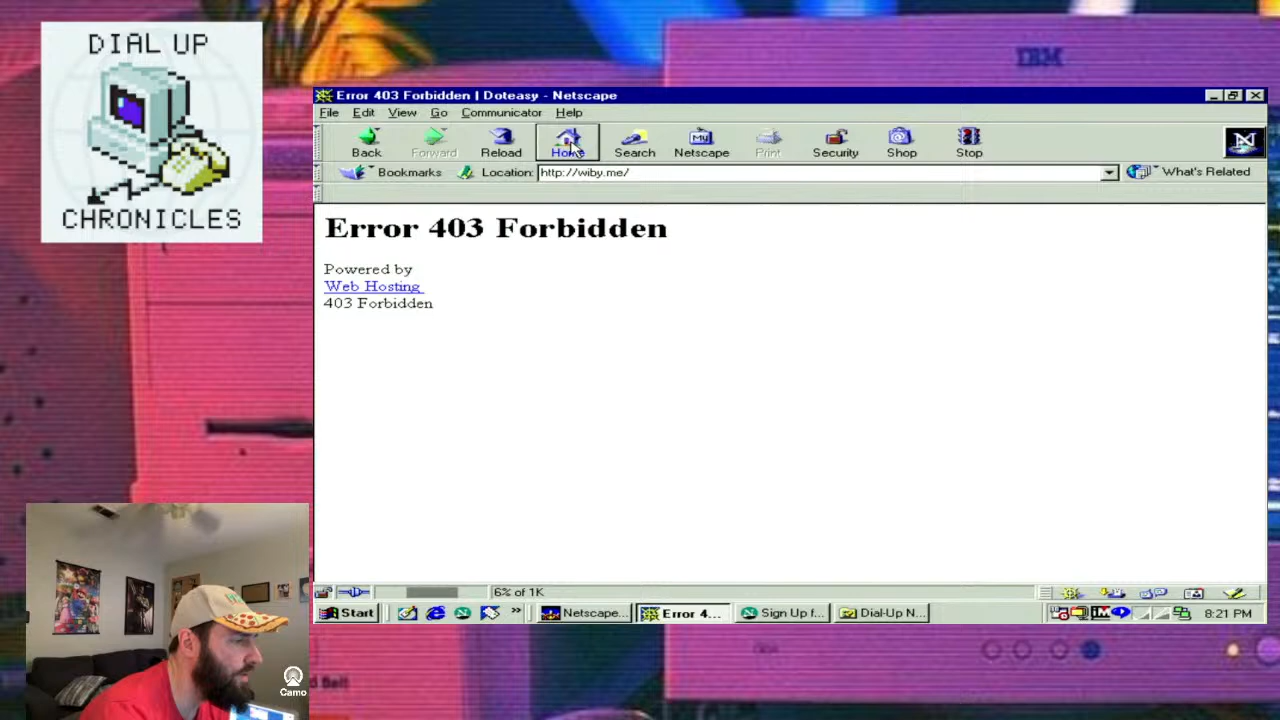 DIAL UP
CHRONICLES
IBM
Error 403 Forbidden | Doteasy - Netscape
File Edit View Go Communicator Help
Back Forward Reload Home Search Netscape Print Security Shop Stop
My
N
Bookmarks Location: http://wiby.me/ What's Related
Error 403 Forbidden
Powered by
Web Hosting
403 Forbidden
6% of 1K
Start » Netscape... Error 4... Sign Up f... Dial-Up N... 8:21 PM
Camo
d Bell